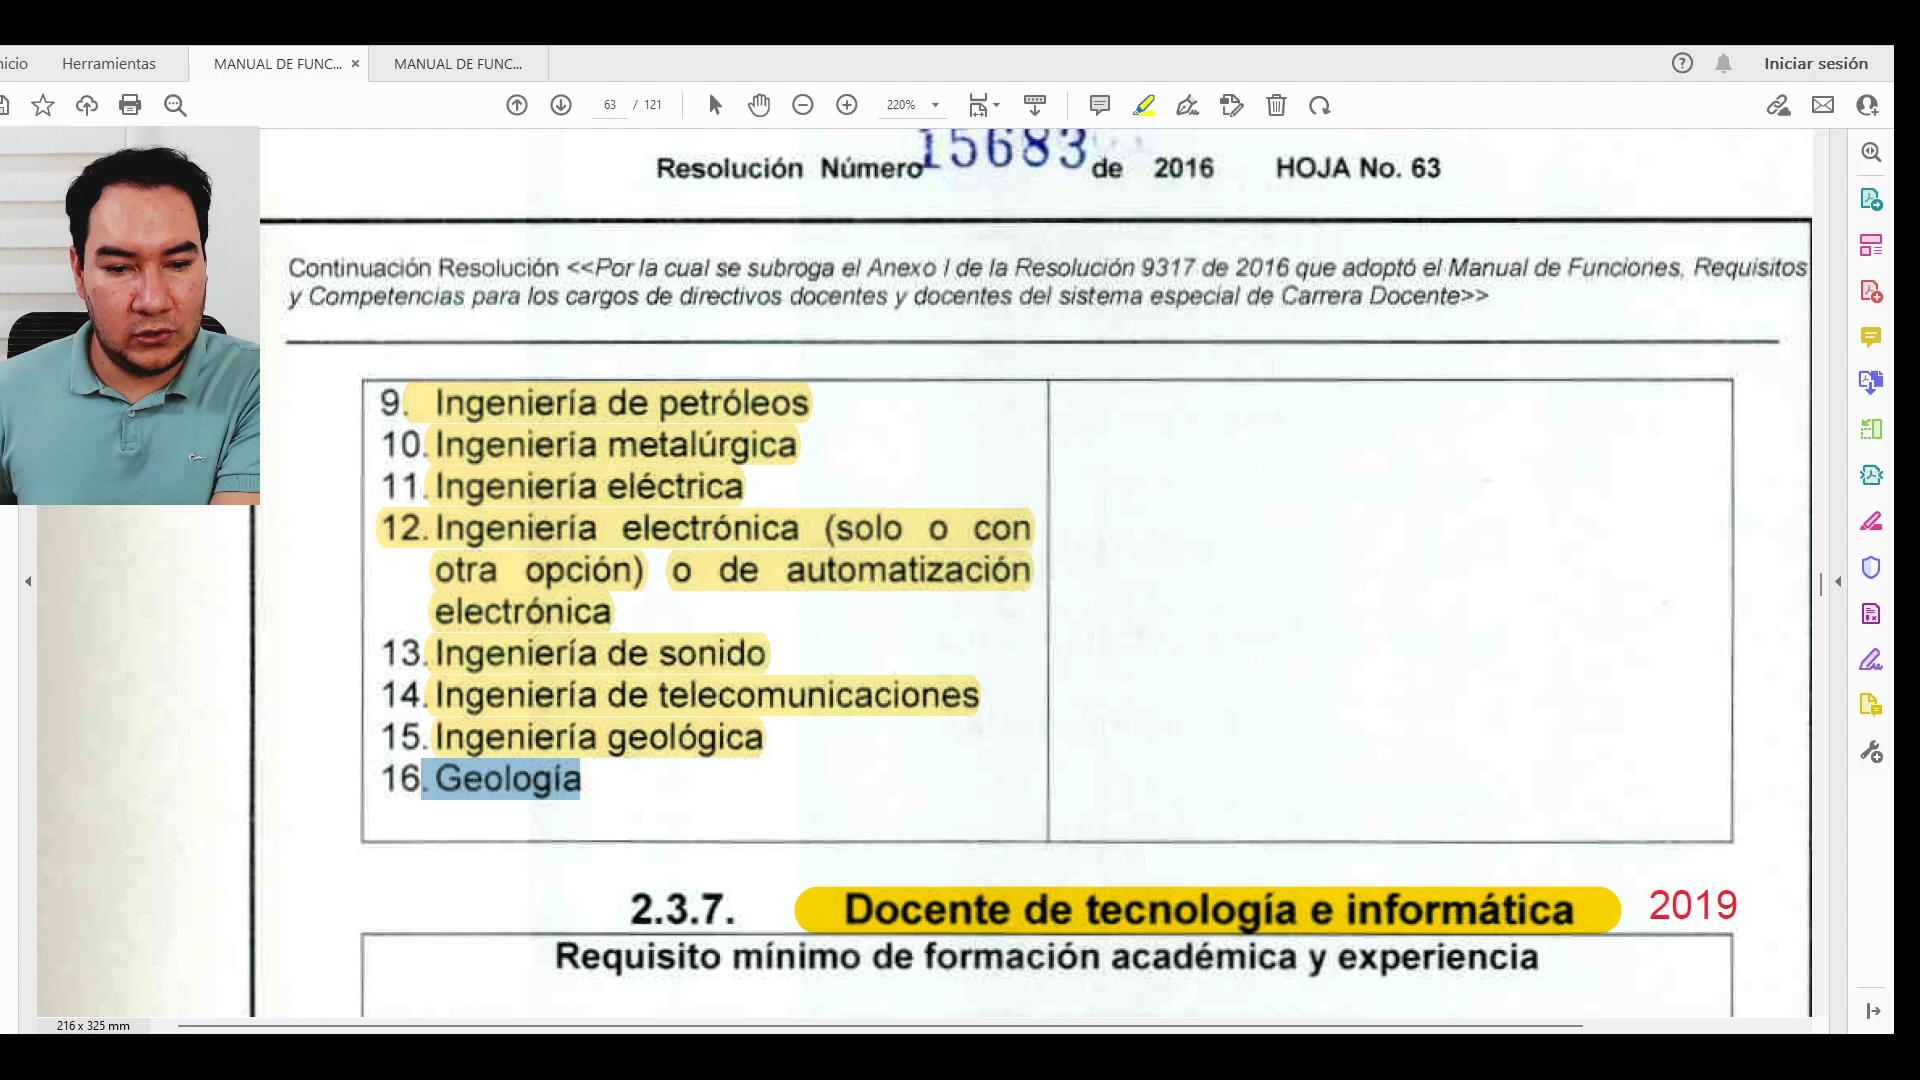 nicio
Herramientas
MANUAL DE FUNC...
MANUAL DE FUNC...
Iniciar sesión
63 / 121
220%
Resolución Número 15683 de 2016 HOJA No. 63
Continuación Resolución <<Por la cual se subroga el Anexo I de la Resolución 9317 de 2016 que adoptó el Manual de Funciones, Requisitos
y Competencias para los cargos de directivos docentes y docentes del sistema especial de Carrera Docente>>
9. Ingeniería de petróleos
10. Ingeniería metalúrgica
11. Ingeniería eléctrica
12. Ingeniería electrónica (solo o con
otra opción) o de automatización
electrónica
13. Ingeniería de sonido
14. Ingeniería de telecomunicaciones
15. Ingeniería geológica
16. Geología
2.3.7. Docente de tecnología e informática 2019
Requisito mínimo de formación académica y experiencia
216 x 325 mm